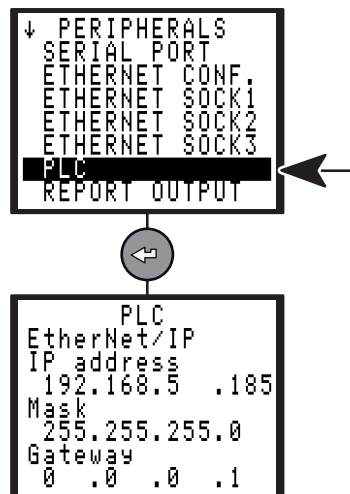 ↓ PERIPHERALS
SERIAL PORT
ETHERNET CONF.
ETHERNET SOCK1
ETHERNET SOCK2
ETHERNET SOCK3
PLC
REPORT OUTPUT
PLC
EtherNet/IP
IP address
192.168.5  .185
Mask
255.255.255.0
Gateway
0  .0  .0  .1